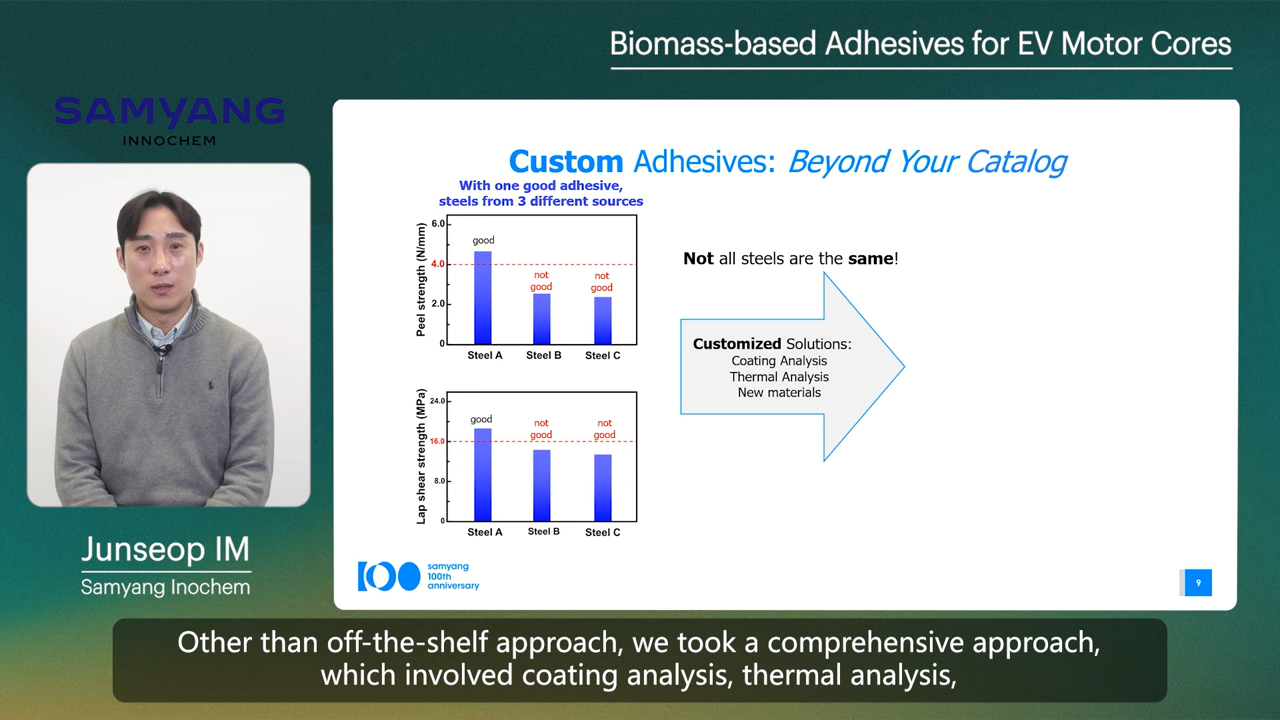 Biomass-based Adhesives for EV Motor Cores
SAMYANG
INNOCHEM
Custom Adhesives: Beyond Your Catalog
With one good adhesive,
steels from 3 different sources
Peel strength (N/mm)
6.0
4.0
2.0
0
good
not
good
not
good
Steel A
Steel B
Steel C
Lap shear strength (MPa)
24.0
16.0
8.0
0
good
not
good
not
good
Steel A
Steel B
Steel C
Not all steels are the same!
Customized Solutions:
Coating Analysis
Thermal Analysis
New materials
100
samyang
100th
anniversary
9
Junseop IM
Samyang Inochem
Other than off-the-shelf approach, we took a comprehensive approach,
which involved coating analysis, thermal analysis,